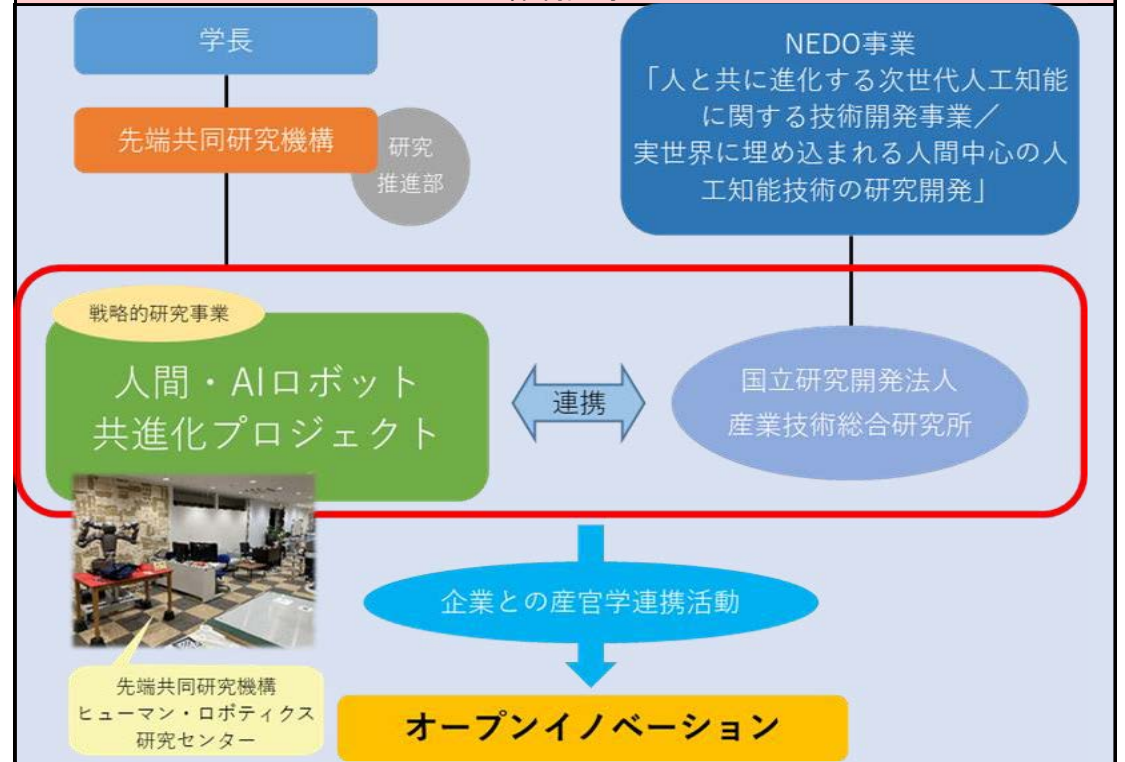 学長
先端共同研究機構
研究
推進部
NEDO事業
「人と共に進化する次世代人工知能
に関する技術開発事業／
実世界に埋め込まれる人間中心の人
工知能技術の研究開発」
戦略的研究事業
人間・AIロボット
共進化プロジェクト
連携
国立研究開発法人
産業技術総合研究所
企業との産官学連携活動
先端共同研究機構
ヒューマン・ロボティクス
研究センター
オープンイノベーション